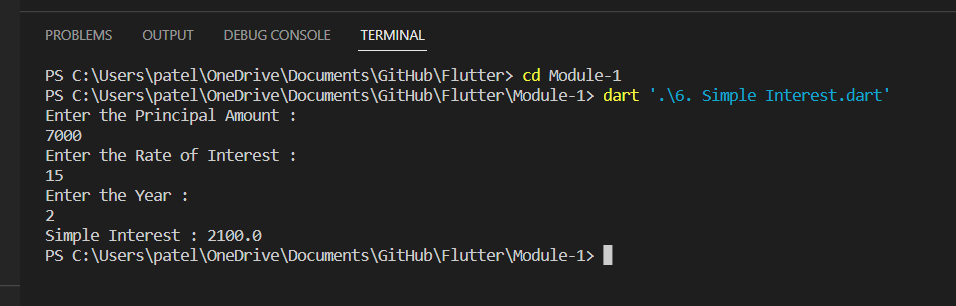 PROBLEMS OUTPUT DEBUG CONSOLE TERMINAL
PS C:\Users\patel\OneDrive\Documents\GitHub\Flutter> cd Module-1
PS C:\Users\patel\OneDrive\Documents\GitHub\Flutter\Module-1> dart '.\6. Simple Interest.dart'
Enter the Principal Amount :
7000
Enter the Rate of Interest :
15
Enter the Year :
2
Simple Interest : 2100.0
PS C:\Users\patel\OneDrive\Documents\GitHub\Flutter\Module-1>